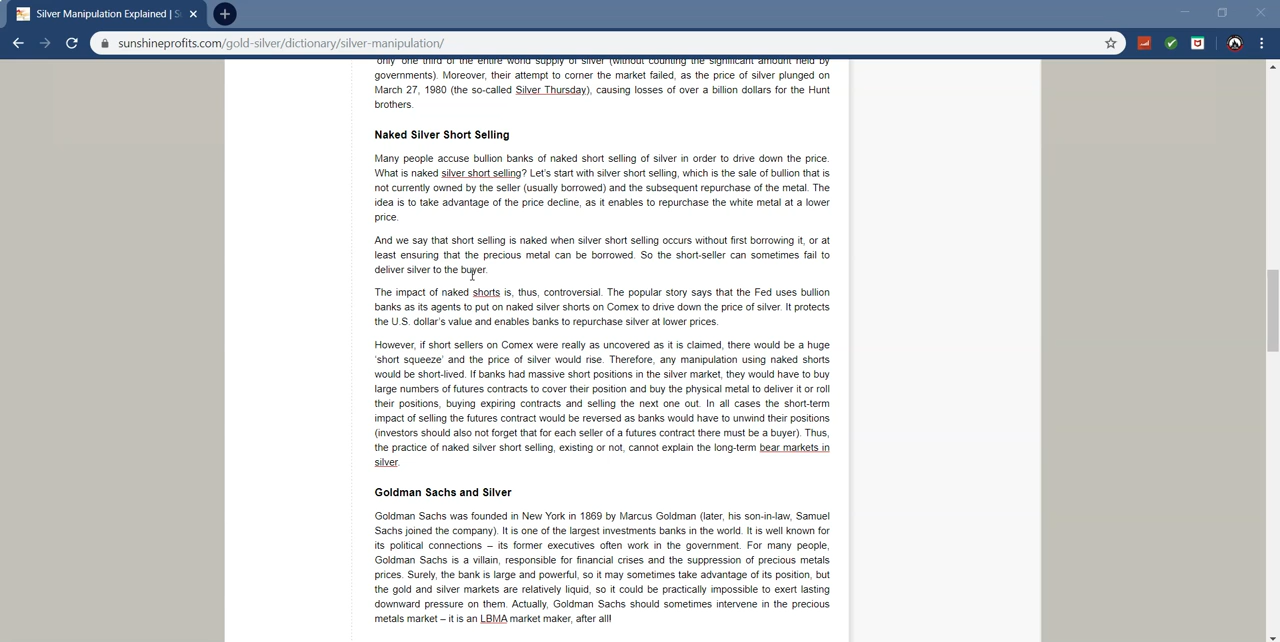 Silver Manipulation Explained | S
sunshineprofits.com/gold-silver/dictionary/silver-manipulation/
'only' one third of the entire world supply of silver (without counting the significant amount held by
governments). Moreover, their attempt to corner the market failed, as the price of silver plunged on
March 27, 1980 (the so-called Silver Thursday), causing losses of over a billion dollars for the Hunt
brothers.
Naked Silver Short Selling
Many people accuse bullion banks of naked short selling of silver in order to drive down the price.
What is naked silver short selling? Let's start with silver short selling, which is the sale of bullion that is
not currently owned by the seller (usually borrowed) and the subsequent repurchase of the metal. The
idea is to take advantage of the price decline, as it enables to repurchase the white metal at a lower
price.
And we say that short selling is naked when silver short selling occurs without first borrowing it, or at
least ensuring that the precious metal can be borrowed. So the short-seller can sometimes fail to
deliver silver to the buyer.
The impact of naked shorts is, thus, controversial. The popular story says that the Fed uses bullion
banks as its agents to put on naked silver shorts on Comex to drive down the price of silver. It protects
the U.S. dollar's value and enables banks to repurchase silver at lower prices.
However, if short sellers on Comex were really as uncovered as it is claimed, there would be a huge
'short squeeze' and the price of silver would rise. Therefore, any manipulation using naked shorts
would be short-lived. If banks had massive short positions in the silver market, they would have to buy
large numbers of futures contracts to cover their position and buy the physical metal to deliver it or roll
their positions, buying expiring contracts and selling the next one out. In all cases the short-term
impact of selling the futures contract would be reversed as banks would have to unwind their positions
(investors should also not forget that for each seller of a futures contract there must be a buyer). Thus,
the practice of naked silver short selling, existing or not, cannot explain the long-term bear markets in
silver.
Goldman Sachs and Silver
Goldman Sachs was founded in New York in 1869 by Marcus Goldman (later, his son-in-law, Samuel
Sachs joined the company). It is one of the largest investments banks in the world. It is well known for
its political connections – its former executives often work in the government. For many people,
Goldman Sachs is a villain, responsible for financial crises and the suppression of precious metals
prices. Surely, the bank is large and powerful, so it may sometimes take advantage of its position, but
the gold and silver markets are relatively liquid, so it could be practically impossible to exert lasting
downward pressure on them. Actually, Goldman Sachs should sometimes intervene in the precious
metals market – it is an LBMA market maker, after all!